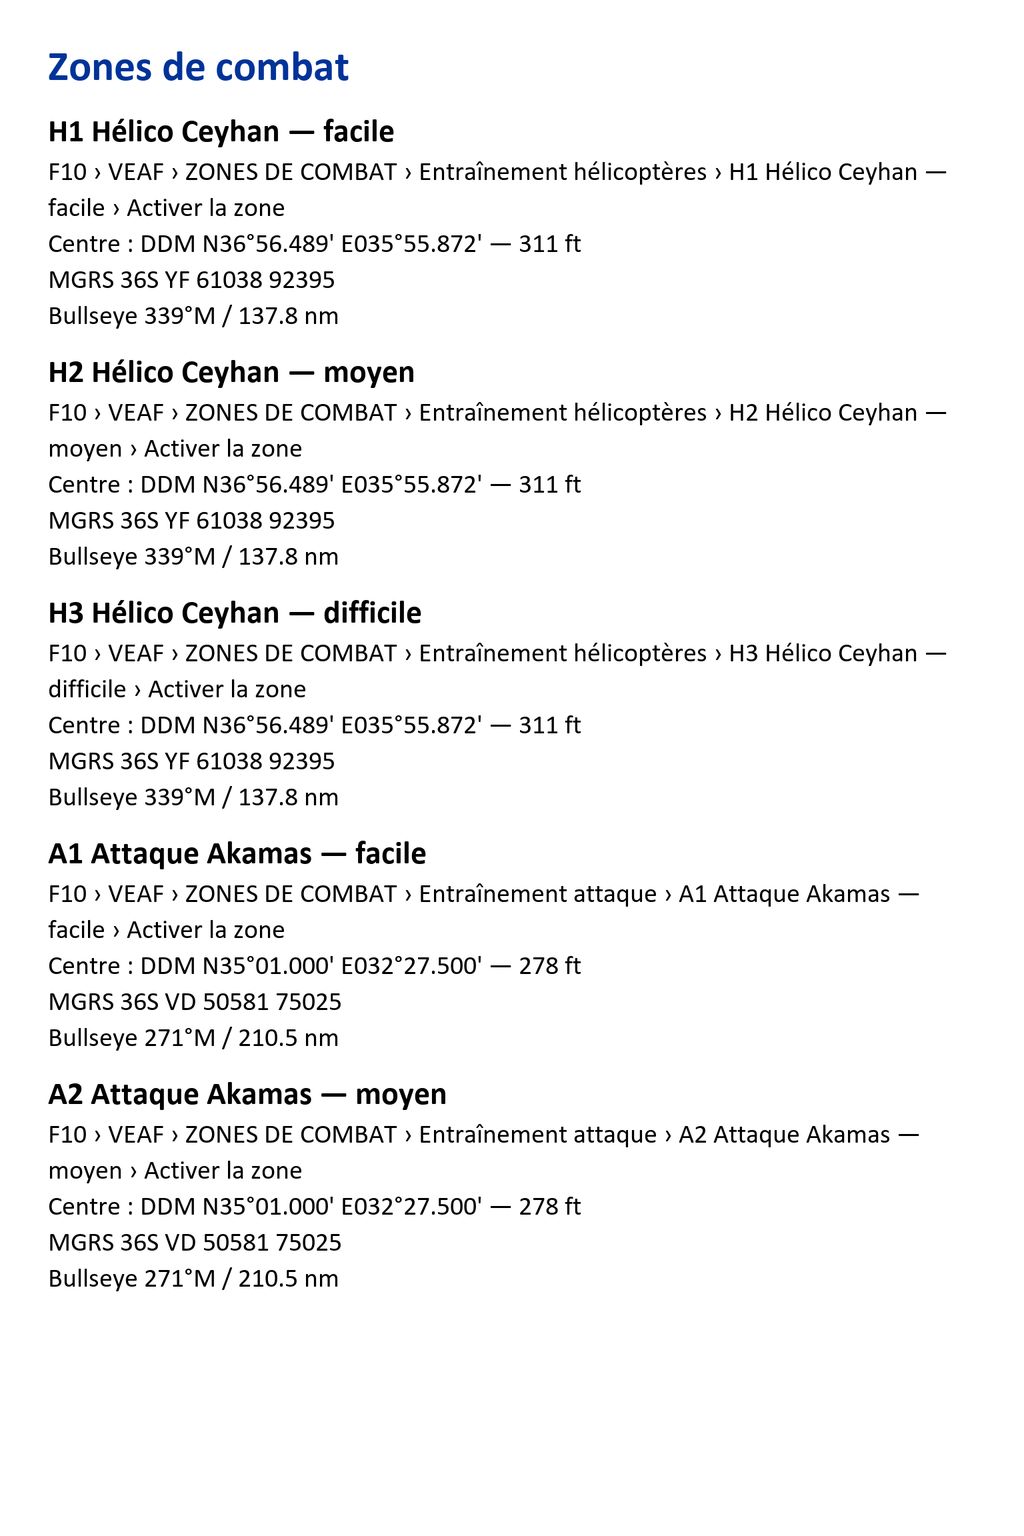 Zones de combat
H1 Hélico Ceyhan — facile
F10 › VEAF › ZONES DE COMBAT › Entraînement hélicoptères › H1 Hélico Ceyhan —
facile › Activer la zone
Centre : DDM N36°56.489' E035°55.872' — 311 ft
MGRS 36S YF 61038 92395
Bullseye 339°M / 137.8 nm
H2 Hélico Ceyhan — moyen
F10 › VEAF › ZONES DE COMBAT › Entraînement hélicoptères › H2 Hélico Ceyhan —
moyen › Activer la zone
Centre : DDM N36°56.489' E035°55.872' — 311 ft
MGRS 36S YF 61038 92395
Bullseye 339°M / 137.8 nm
H3 Hélico Ceyhan — difficile
F10 › VEAF › ZONES DE COMBAT › Entraînement hélicoptères › H3 Hélico Ceyhan —
difficile › Activer la zone
Centre : DDM N36°56.489' E035°55.872' — 311 ft
MGRS 36S YF 61038 92395
Bullseye 339°M / 137.8 nm
A1 Attaque Akamas — facile
F10 › VEAF › ZONES DE COMBAT › Entraînement attaque › A1 Attaque Akamas —
facile › Activer la zone
Centre : DDM N35°01.000' E032°27.500' — 278 ft
MGRS 36S VD 50581 75025
Bullseye 271°M / 210.5 nm
A2 Attaque Akamas — moyen
F10 › VEAF › ZONES DE COMBAT › Entraînement attaque › A2 Attaque Akamas —
moyen › Activer la zone
Centre : DDM N35°01.000' E032°27.500' — 278 ft
MGRS 36S VD 50581 75025
Bullseye 271°M / 210.5 nm